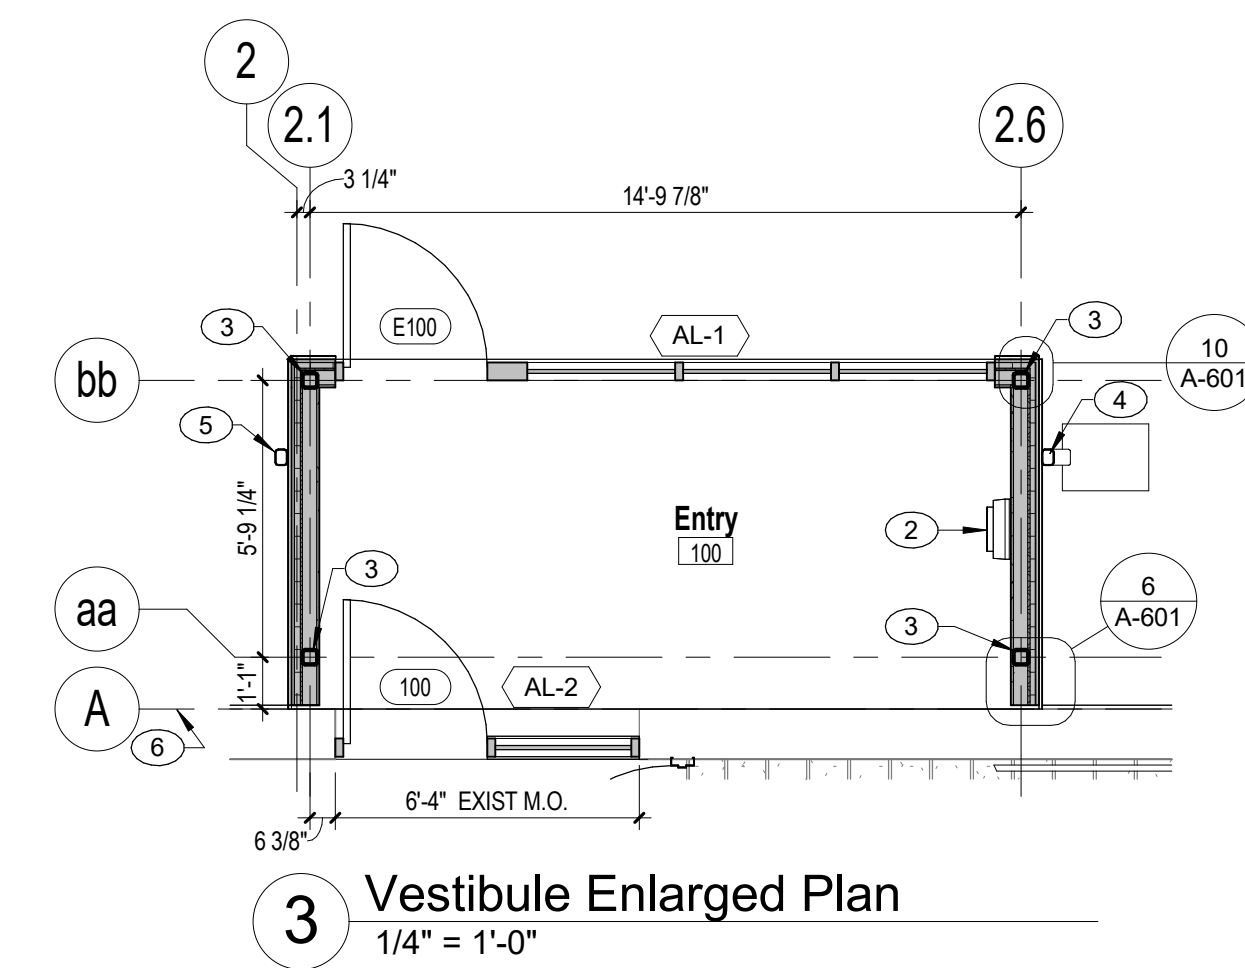 2
2.1
2.6
3 1/4"
14'-9 7/8"
3
E100
AL-1
3
10
A-601
bb
5
4
5'-9 1/4"
Entry
100
2
3
aa
6
A-601
3
1'-1"
100
AL-2
A
6
6'-4" EXIST M.O.
6 3/8"
3
Vestibule Enlarged Plan
1/4" = 1'-0"